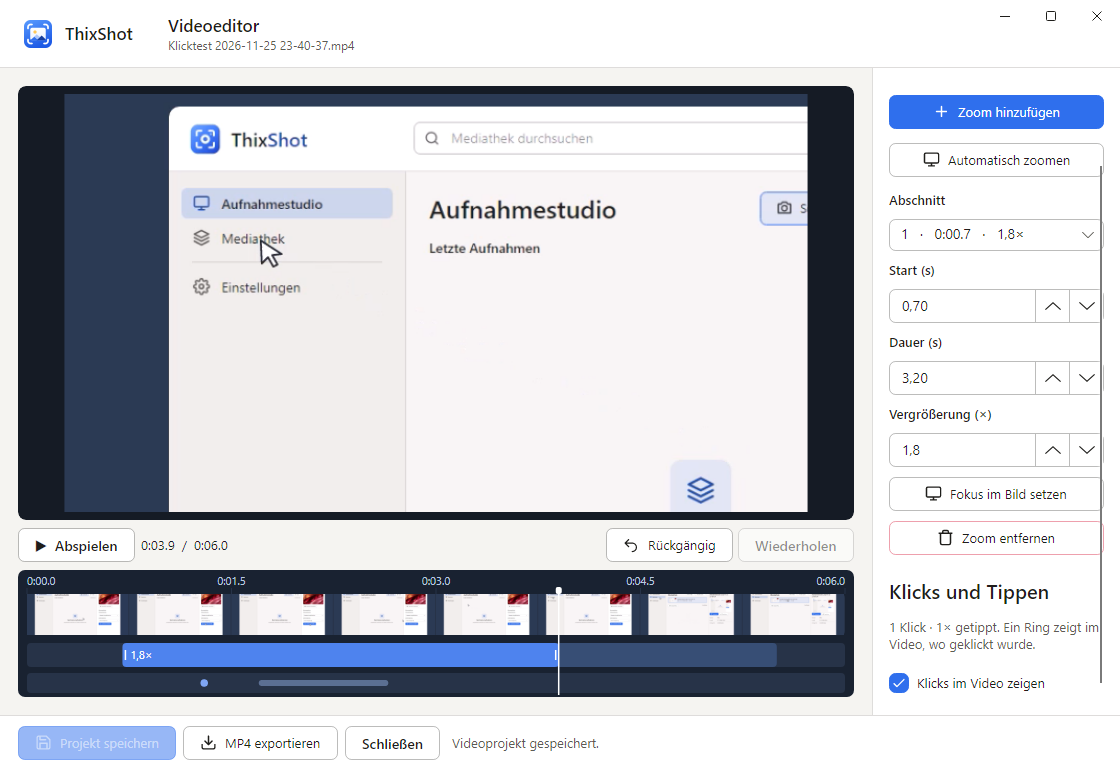 ThixShot
Videoeditor
Klicktest 2026-11-25 23-40-37.mp4
ThixShot
Mediathek durchsuchen
Aufnahmestudio
Mediathek
Einstellungen
Aufnahmestudio
Letzte Aufnahmen
Zoom hinzufügen
Automatisch zoomen
Abschnitt
1 · 0:00.7 · 1,8×
Start (s)
0,70
Dauer (s)
3,20
Vergrößerung (×)
1,8
Fokus im Bild setzen
Zoom entfernen
Klicks und Tippen
1 Klick · 1× getippt. Ein Ring zeigt im
Video, wo geklickt wurde.
Klicks im Video zeigen
Abspielen
0:03.9 / 0:06.0
Rückgängig
Wiederholen
0:00.0
0:01.5
0:03.0
0:04.5
0:06.0
1,8×
Projekt speichern
MP4 exportieren
Schließen
Videoprojekt gespeichert.